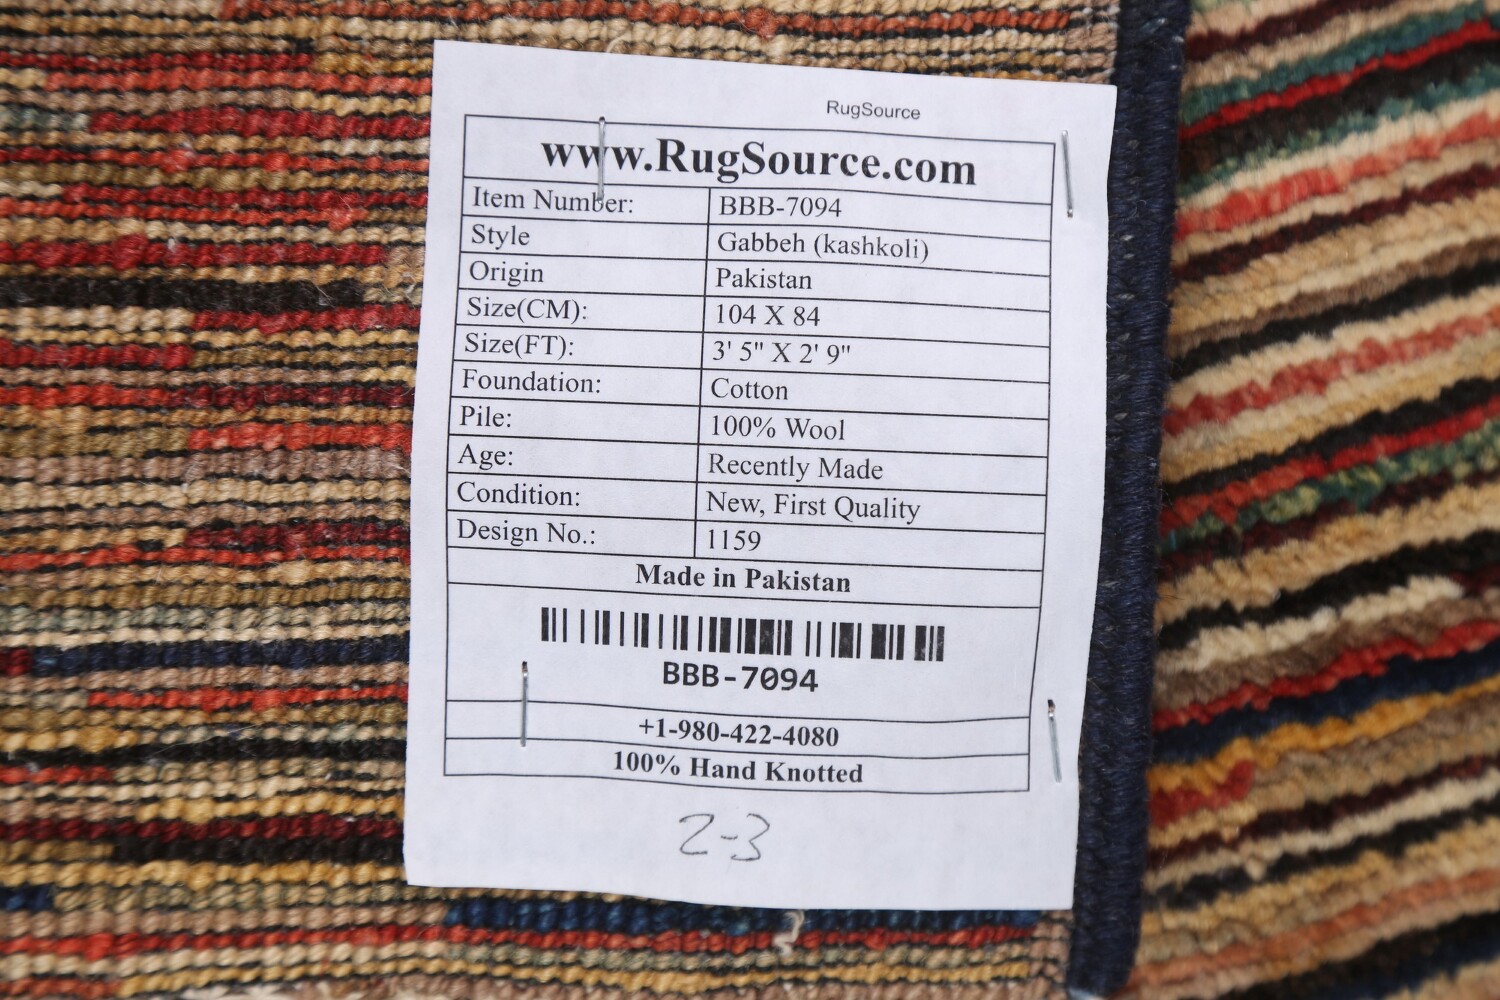 RugSource
www.RugSource.com
Item Number: BBB-7094
Style Gabbeh (kashkoli)
Origin Pakistan
Size(CM): 104 X 84
Size(FT): 3' 5" X 2' 9"
Foundation: Cotton
Pile: 100% Wool
Age: Recently Made
Condition: New, First Quality
Design No.: 1159
Made in Pakistan
BBB-7094
+1-980-422-4080
100% Hand Knotted
2-3